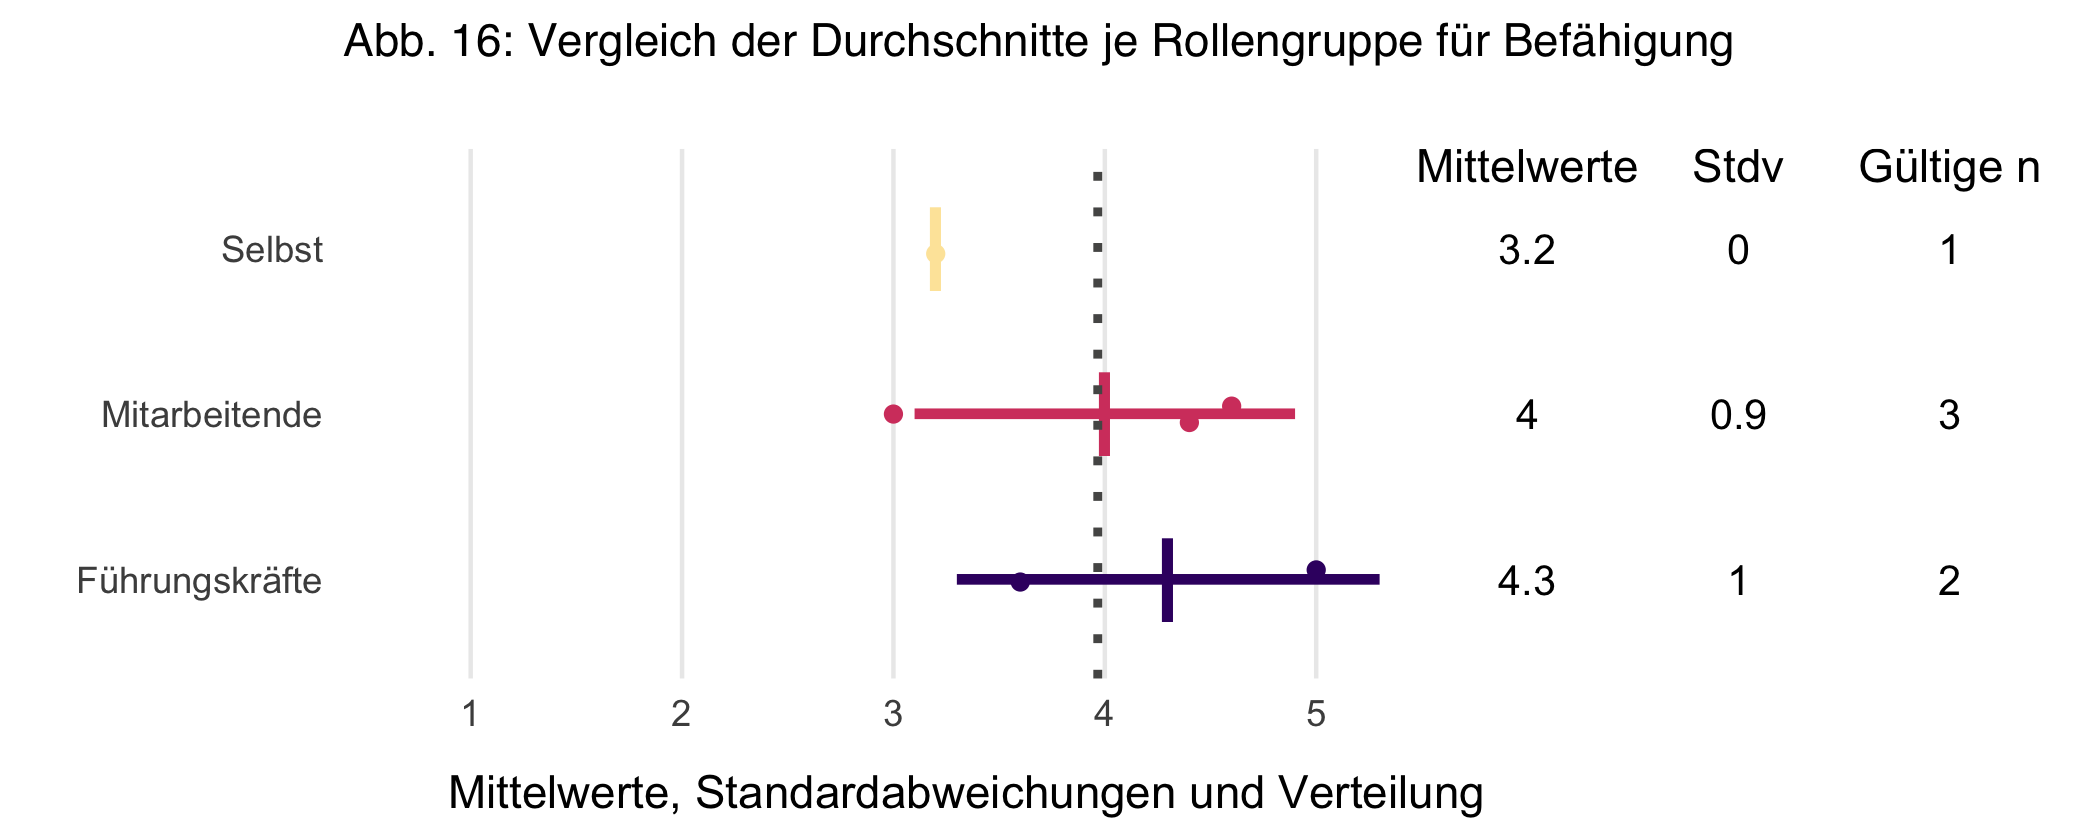 Abb. 16: Vergleich der Durchschnitte je Rollengruppe für Befähigung
Mittelwerte Stdv Gültige n
Selbst 3.2 0 1
Mitarbeitende 4 0.9 3
Führungskräfte 4.3 1 2
1 2 3 4 5
Mittelwerte, Standardabweichungen und Verteilung